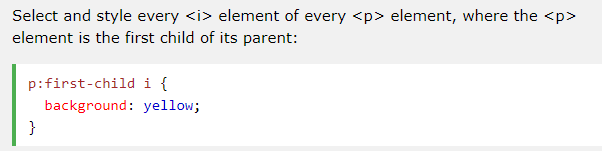 Select and style every <i> element of every <p> element, where the <p>
element is the first child of its parent:
p:first-child i {
  background: yellow;
}